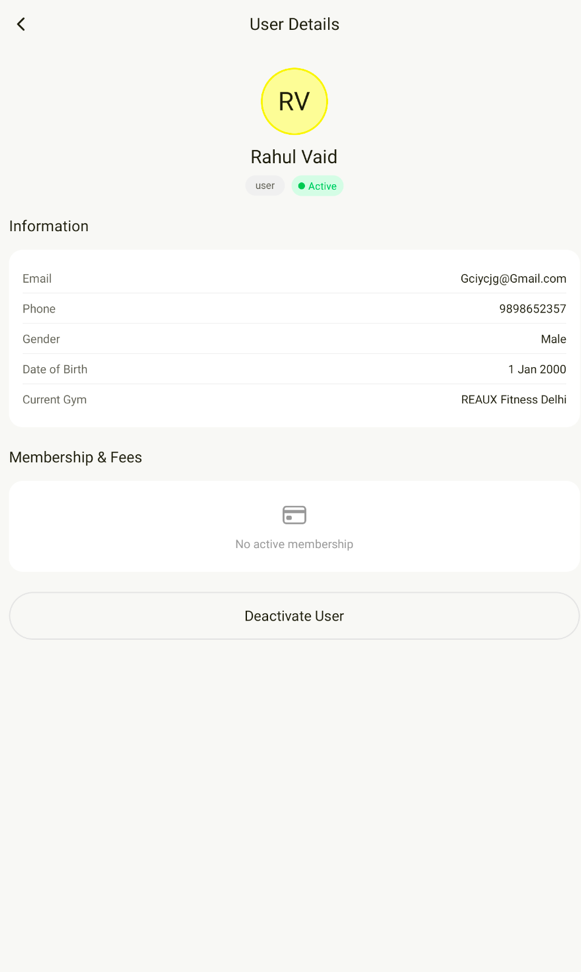 User Details
RV
Rahul Vaid
user
Active
Information
Email Gciycjg@Gmail.com
Phone 9898652357
Gender Male
Date of Birth 1 Jan 2000
Current Gym REAUX Fitness Delhi
Membership & Fees
No active membership
Deactivate User